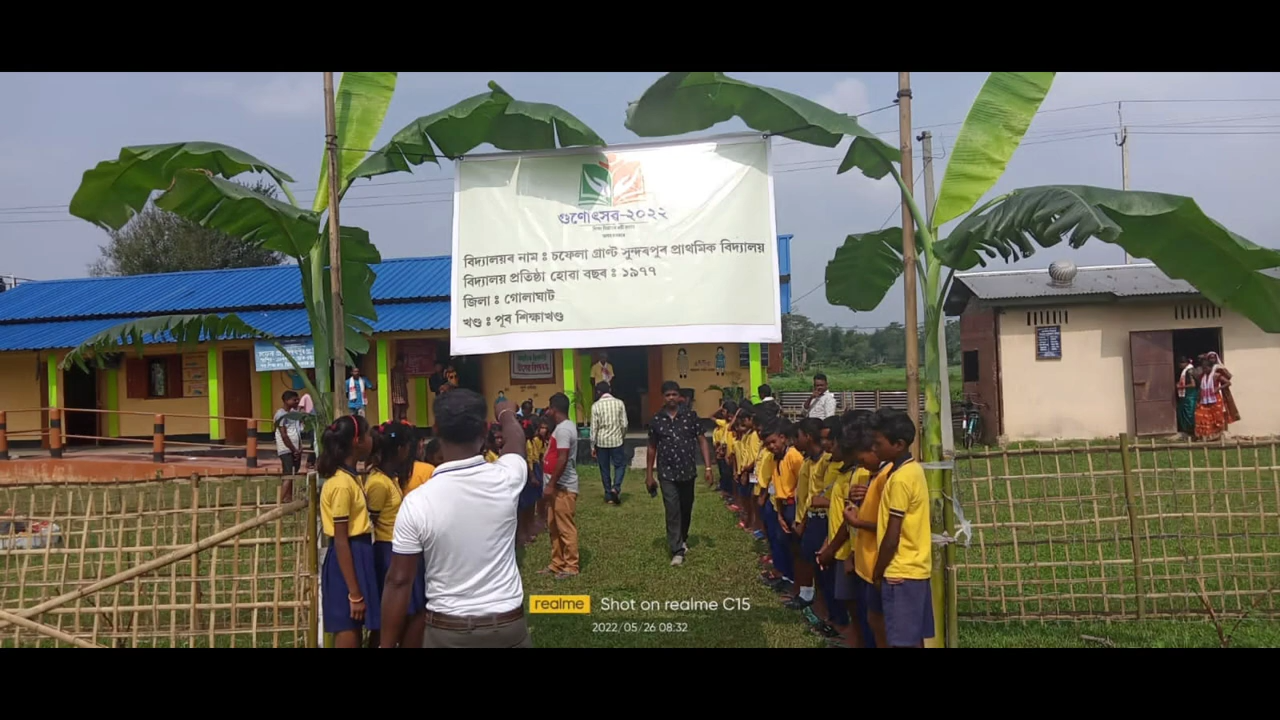 গুণোৎসৱ-২০২২
বিদ্যালয়ৰ নাম : চফেলা গ্ৰাণ্ট সুন্দৰপুৰ প্ৰাথমিক বিদ্যালয়
বিদ্যালয় প্ৰতিষ্ঠা হোৱা বছৰ : ১৯৭৭
জিলা : গোলাঘাট
খণ্ড : পূব শিক্ষাখণ্ড
realme Shot on realme C15
2022/05/26 08:32